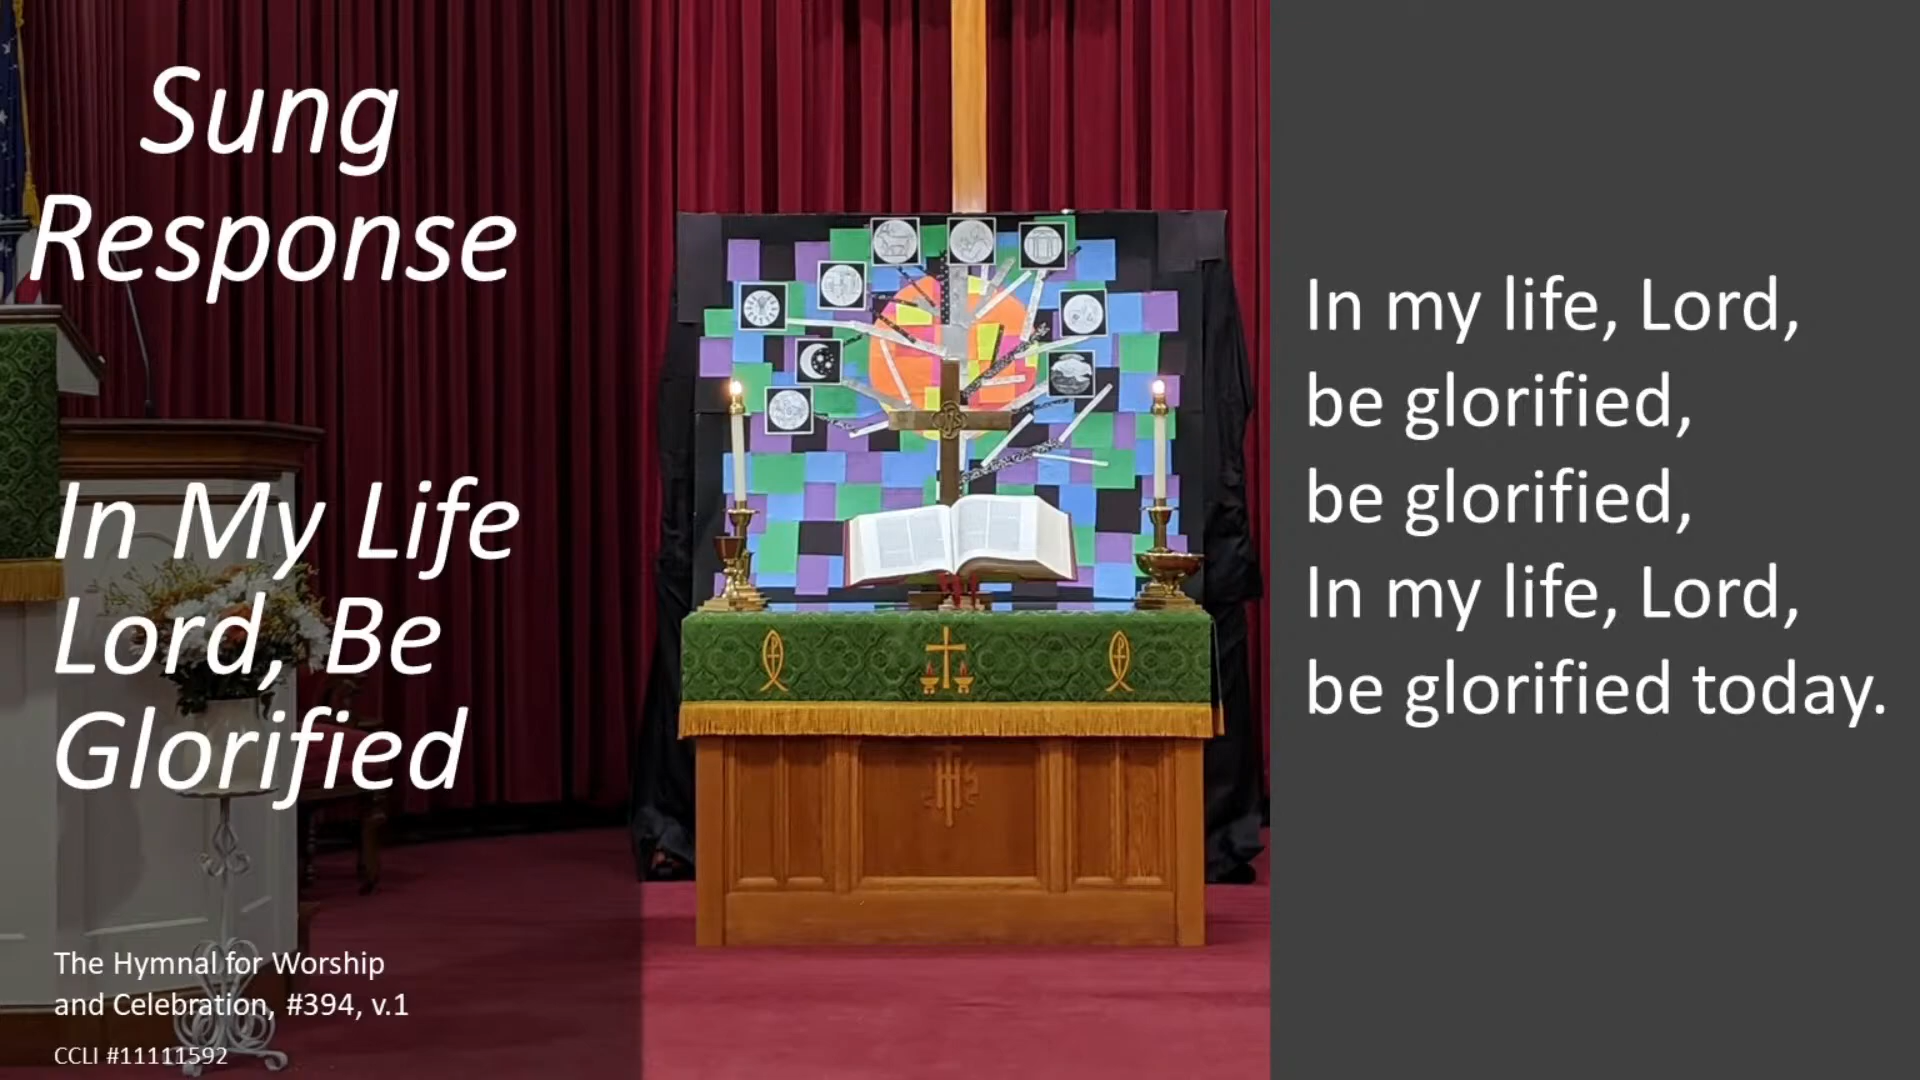 Sung
Response
In My Life
Lord, Be
Glorified
The Hymnal for Worship
and Celebration, #394, v.1
CCLI #11111592
In my life, Lord,
be glorified,
be glorified,
In my life, Lord,
be glorified today.